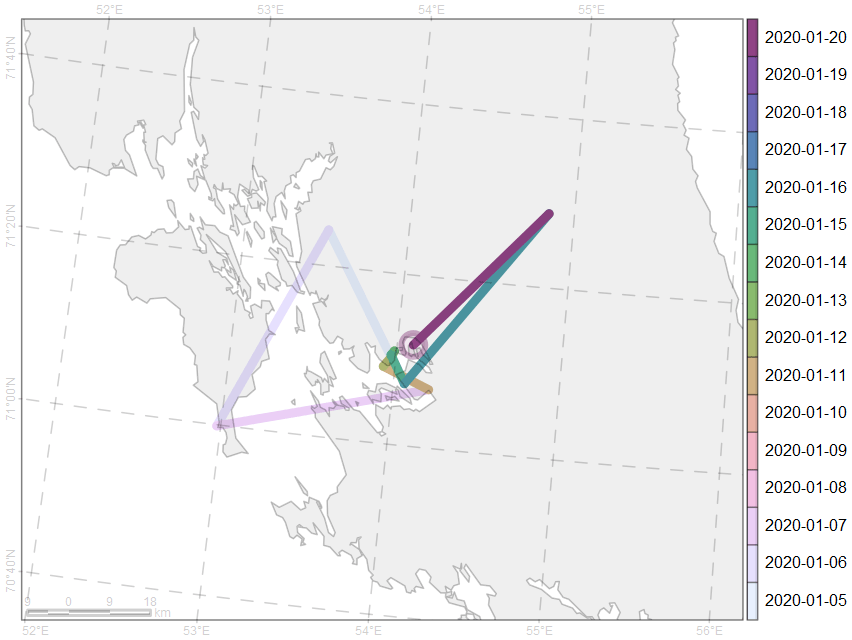 52°E 53°E 54°E 55°E
71°40'N
71°20'N
71°00'N
70°40'N
2020-01-20
2020-01-19
2020-01-18
2020-01-17
2020-01-16
2020-01-15
2020-01-14
2020-01-13
2020-01-12
2020-01-11
2020-01-10
2020-01-09
2020-01-08
2020-01-07
2020-01-06
2020-01-05
9 0 9 18
km
52°E 53°E 54°E 55°E 56°E